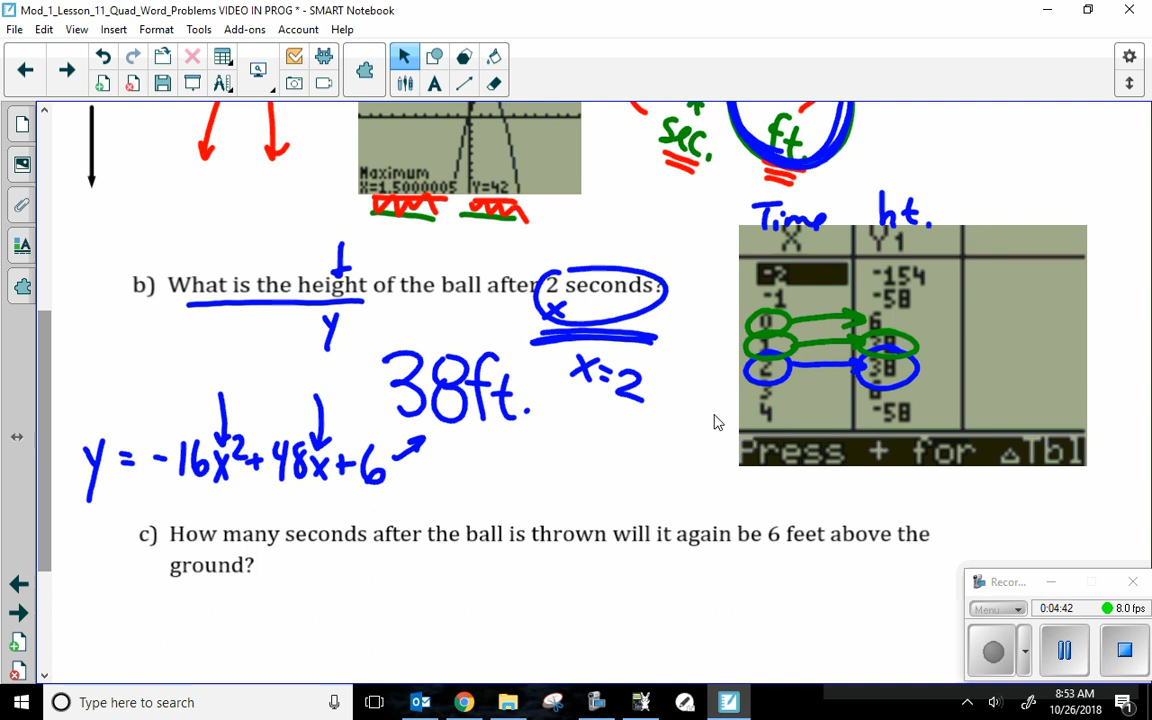 Mod_1_Lesson_11_Quad_Word_Problems VIDEO IN PROG * - SMART Notebook
File Edit View Insert Format Tools Add-ons Account Help
sec.
ft.
Maximum
X=1.5000005 Y=42
Time ht.
X Y1
-2 -154
-1 -58
0 6
1 38
2 38
3 6
4 -58
Press + for △Tbl
b) What is the height of the ball after 2 seconds?
x
y
x=2
38ft.
y = -16x²+48x+6
c) How many seconds after the ball is thrown will it again be 6 feet above the
ground?
Recor...
Menu 0:04:42 8.0 fps
Type here to search
8:53 AM
10/26/2018
1